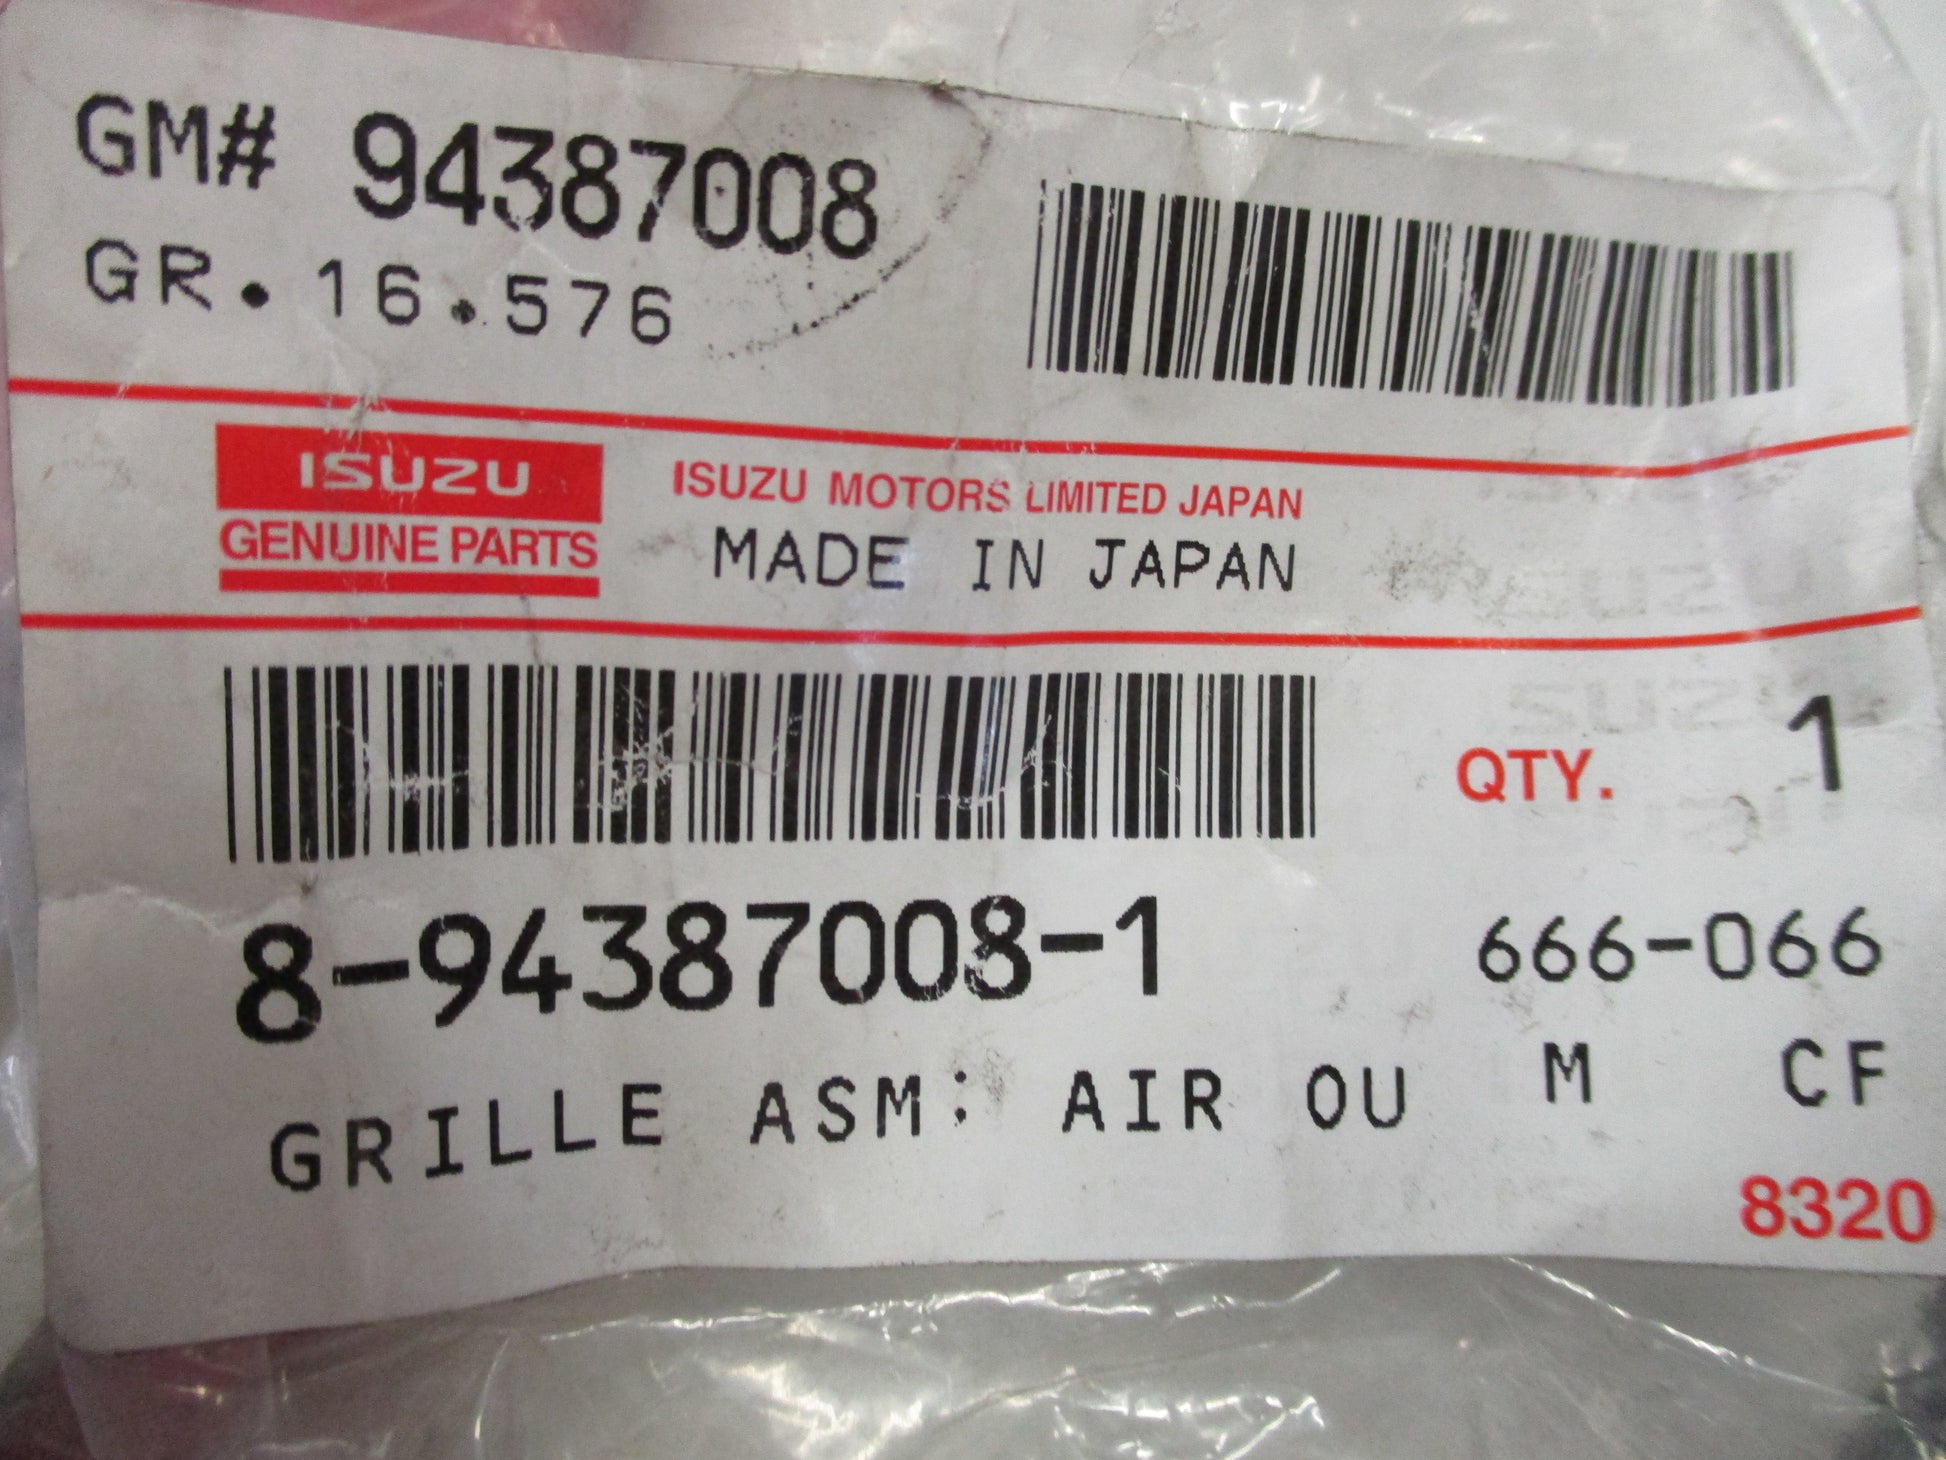 GM# 94387008
GR. 16.576
ISUZU
GENUINE PARTS
ISUZU MOTORS LIMITED JAPAN
MADE IN JAPAN
QTY. 1
8-94387008-1
666-066
GRILLE ASM: AIR OU
M CF
8320